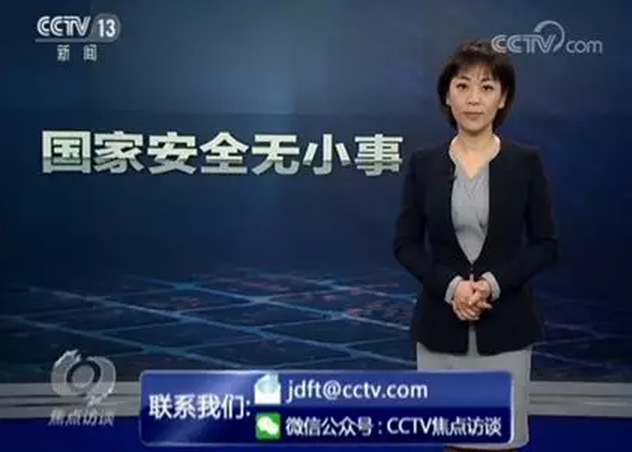 CCTV 13
新闻
CCTV.com
国家安全无小事
焦点访谈
联系我们:
jdft@cctv.com
微信公众号:CCTV焦点访谈